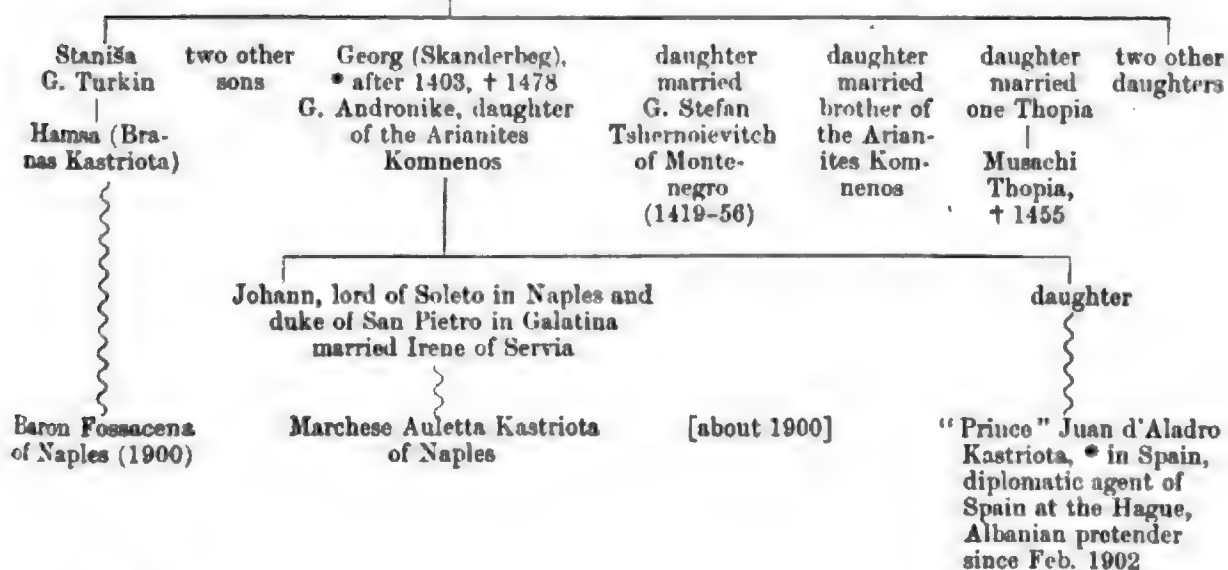 Staniša
G. Turkin
Hamsa (Bra-
nas Kastriota)
two other
sons
Georg (Skanderbeg),
* after 1403, † 1478
G. Andronike, daughter
of the Arianites
Komnenos
daughter
married
G. Stefan
Tshernoievitch
of Monte-
negro
(1419–56)
daughter
married
brother of
the Arian-
ites Kom-
nenos
daughter
married
one Thopia
Musachi
Thopia,
† 1455
two other
daughters
Johann, lord of Soleto in Naples and
duke of San Pietro in Galatina
married Irene of Servia
daughter
Baron Fossacena
of Naples (1900)
Marchese Auletta Kastriota
of Naples
[about 1900]
“Prince” Juan d'Aladro
Kastriota, * in Spain,
diplomatic agent of
Spain at the Hague,
Albanian pretender
since Feb. 1902